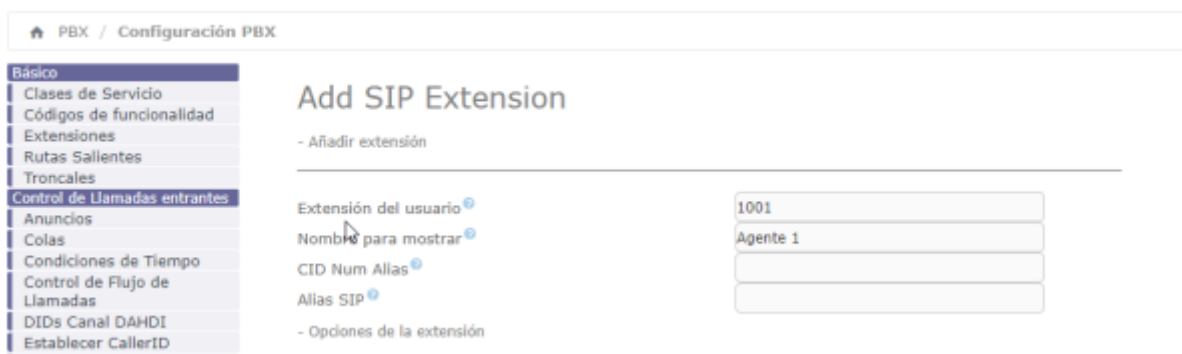 PBX / Configuración PBX
Básico
Clases de Servicio
Códigos de funcionalidad
Extensiones
Rutas Salientes
Troncales
Control de Llamadas entrantes
Anuncios
Colas
Condiciones de Tiempo
Control de Flujo de
Llamadas
DIDs Canal DAHDI
Establecer CallerID
Add SIP Extension
- Añadir extensión
Extensión del usuario
1001
Nombre para mostrar
Agente 1
CID Num Alias
Alias SIP
- Opciones de la extensión